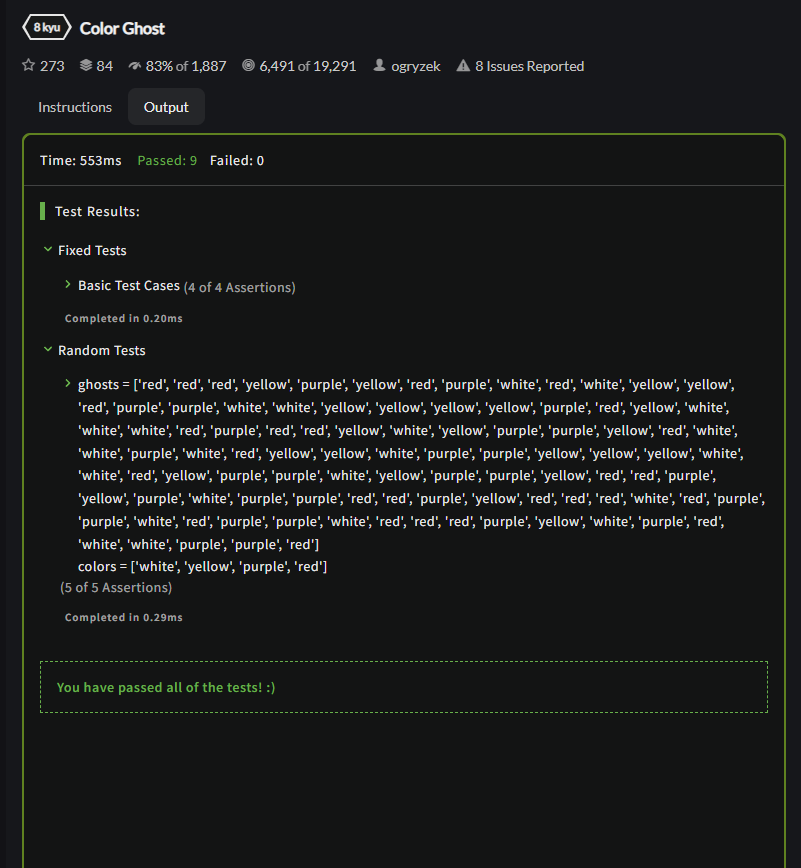 8 kyu Color Ghost
273 84 83% of 1,887 6,491 of 19,291 ogryzek 8 Issues Reported
Instructions Output
Time: 553ms Passed: 9 Failed: 0
Test Results:
Fixed Tests
Basic Test Cases (4 of 4 Assertions)
Completed in 0.20ms
Random Tests
ghosts = ['red', 'red', 'red', 'yellow', 'purple', 'yellow', 'red', 'purple', 'white', 'red', 'white', 'yellow', 'yellow',
'red', 'purple', 'purple', 'white', 'white', 'yellow', 'yellow', 'yellow', 'yellow', 'purple', 'red', 'yellow', 'white',
'white', 'white', 'red', 'purple', 'red', 'red', 'yellow', 'white', 'yellow', 'purple', 'purple', 'yellow', 'red', 'white',
'white', 'purple', 'white', 'red', 'yellow', 'yellow', 'white', 'purple', 'purple', 'yellow', 'yellow', 'yellow', 'white',
'white', 'red', 'yellow', 'purple', 'purple', 'white', 'yellow', 'purple', 'purple', 'yellow', 'red', 'red', 'purple',
'yellow', 'purple', 'white', 'purple', 'purple', 'red', 'red', 'purple', 'yellow', 'red', 'red', 'red', 'white', 'red', 'purple',
'purple', 'white', 'red', 'purple', 'purple', 'white', 'red', 'red', 'red', 'purple', 'yellow', 'white', 'purple', 'red',
'white', 'white', 'purple', 'purple', 'red']
colors = ['white', 'yellow', 'purple', 'red']
(5 of 5 Assertions)
Completed in 0.29ms
You have passed all of the tests! :)